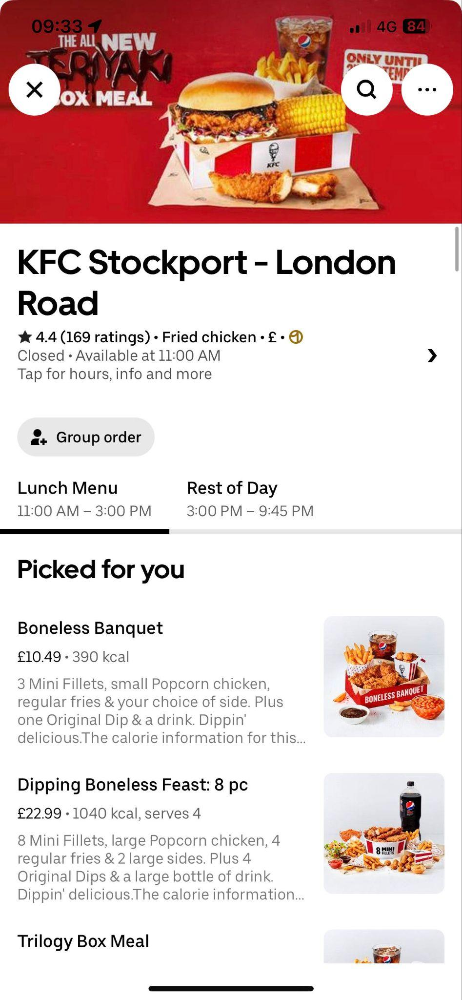 09:33
4G 84
THE ALL NEW
TERIYAKI
BOX MEAL
ONLY UNTIL
KFC
KFC Stockport - London
Road
4.4 (169 ratings) • Fried chicken • £ •
Closed • Available at 11:00 AM
Tap for hours, info and more
Group order
Lunch Menu
11:00 AM – 3:00 PM
Rest of Day
3:00 PM – 9:45 PM
Picked for you
Boneless Banquet
£10.49 • 390 kcal
3 Mini Fillets, small Popcorn chicken,
regular fries & your choice of side. Plus
one Original Dip & a drink. Dippin'
delicious.The calorie information for this...
KFC
BONELESS BANQUET
Dipping Boneless Feast: 8 pc
£22.99 • 1040 kcal, serves 4
8 Mini Fillets, large Popcorn chicken, 4
regular fries & 2 large sides. Plus 4
Original Dips & a large bottle of drink.
Dippin' delicious.The calorie information...
8 MINI
FILLETS
Trilogy Box Meal